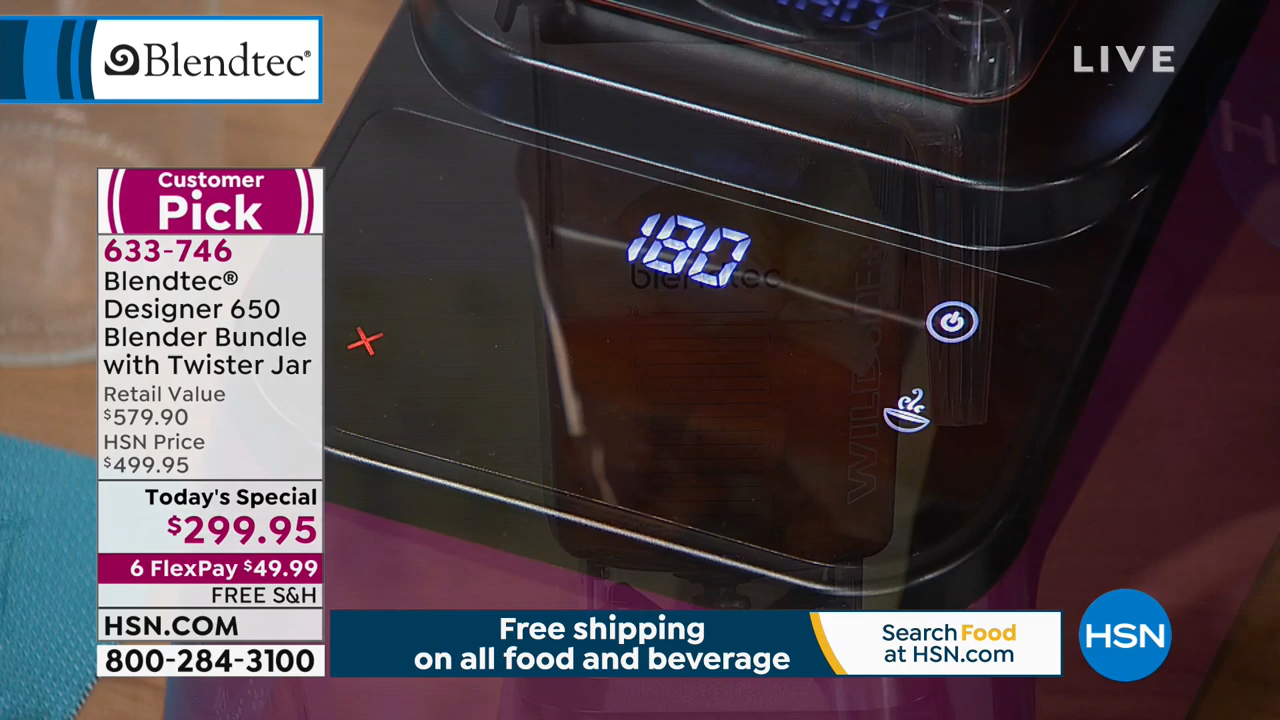 Blendtec®
LIVE
Customer
Pick
633-746
Blendtec®
Designer 650
Blender Bundle
with Twister Jar
Retail Value
$579.90
HSN Price
$499.95
Today's Special
$299.95
6 FlexPay $49.99
FREE S&H
HSN.COM
800-284-3100
180
blendtec
WILDSIDE+
Free shipping
on all food and beverage
Search Food
at HSN.com
HSN